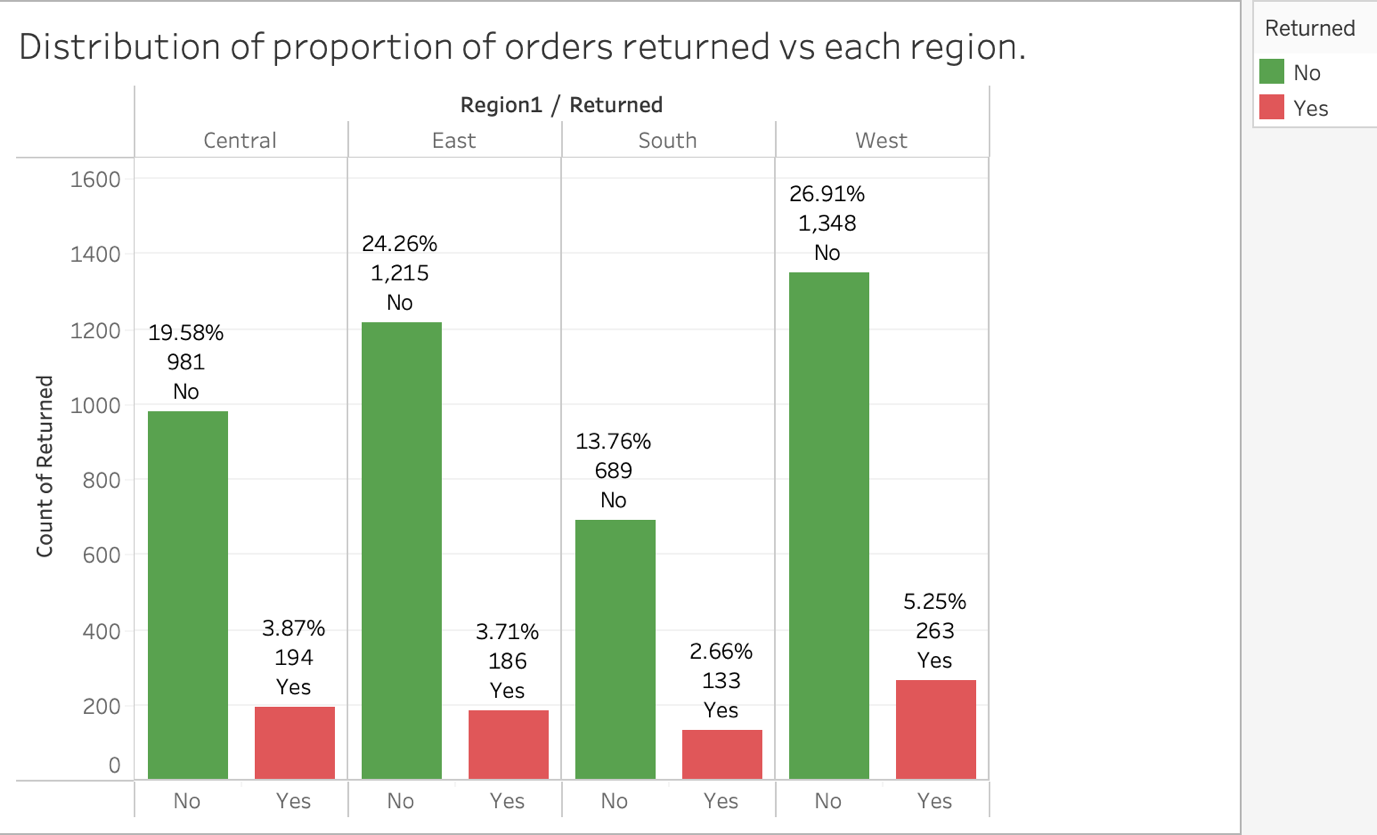 Distribution of proportion of orders returned vs each region.
Returned
No
Yes
Region1 / Returned
Central
East
South
West
Count of Returned
1600
1400
1200
1000
800
600
400
200
0
19.58%
981
No
3.87%
194
Yes
24.26%
1,215
No
3.71%
186
Yes
13.76%
689
No
2.66%
133
Yes
26.91%
1,348
No
5.25%
263
Yes
No
Yes
No
Yes
No
Yes
No
Yes